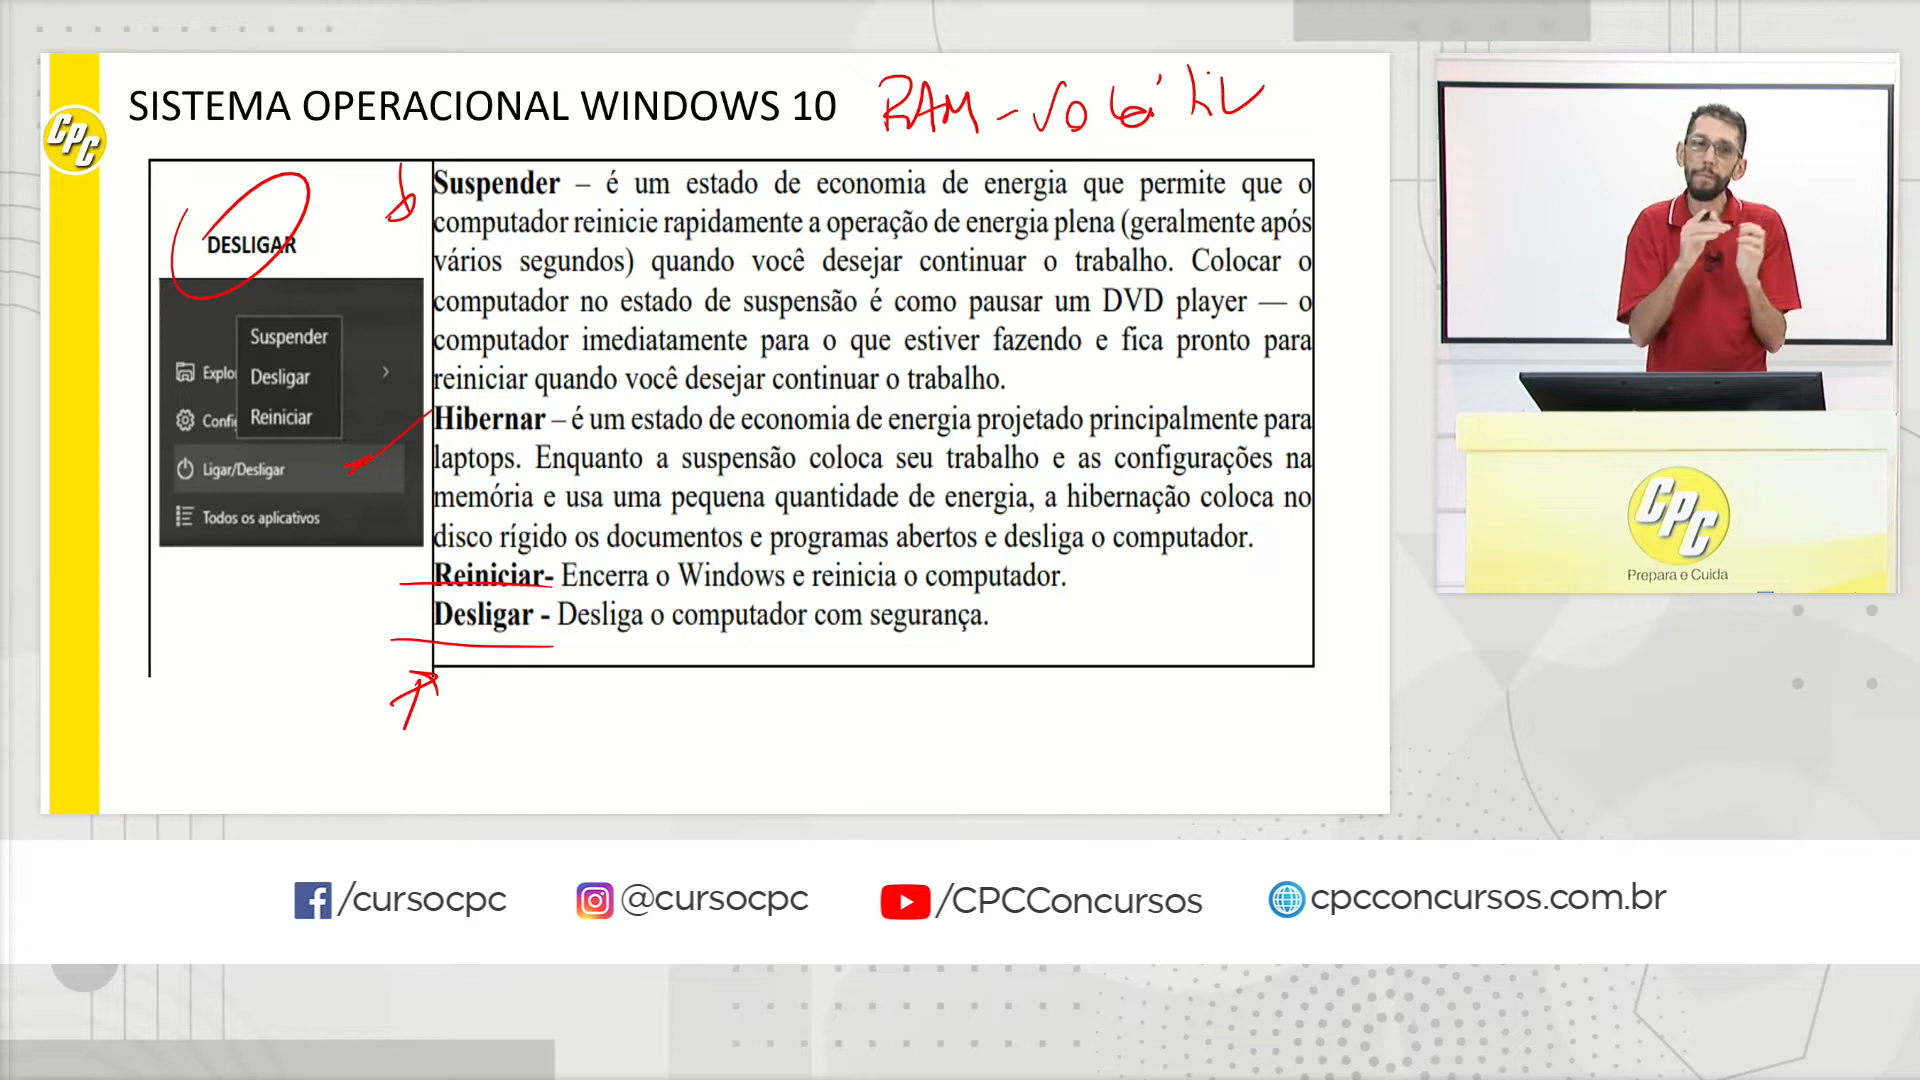 SISTEMA OPERACIONAL WINDOWS 10
RAM - Volátil
CPC
DESLIGAR
Suspender
Desligar
Reiniciar
Explo
Config
Ligar/Desligar
Todos os aplicativos
Suspender – é um estado de economia de energia que permite que o
computador reinicie rapidamente a operação de energia plena (geralmente após
vários segundos) quando você desejar continuar o trabalho. Colocar o
computador no estado de suspensão é como pausar um DVD player — o
computador imediatamente para o que estiver fazendo e fica pronto para
reiniciar quando você desejar continuar o trabalho.
Hibernar – é um estado de economia de energia projetado principalmente para
laptops. Enquanto a suspensão coloca seu trabalho e as configurações na
memória e usa uma pequena quantidade de energia, a hibernação coloca no
disco rígido os documentos e programas abertos e desliga o computador.
Reiniciar- Encerra o Windows e reinicia o computador.
Desligar - Desliga o computador com segurança.
CPC
Prepara e Cuida
/cursocpc
@cursocpc
/CPCConcursos
cpcconcursos.com.br